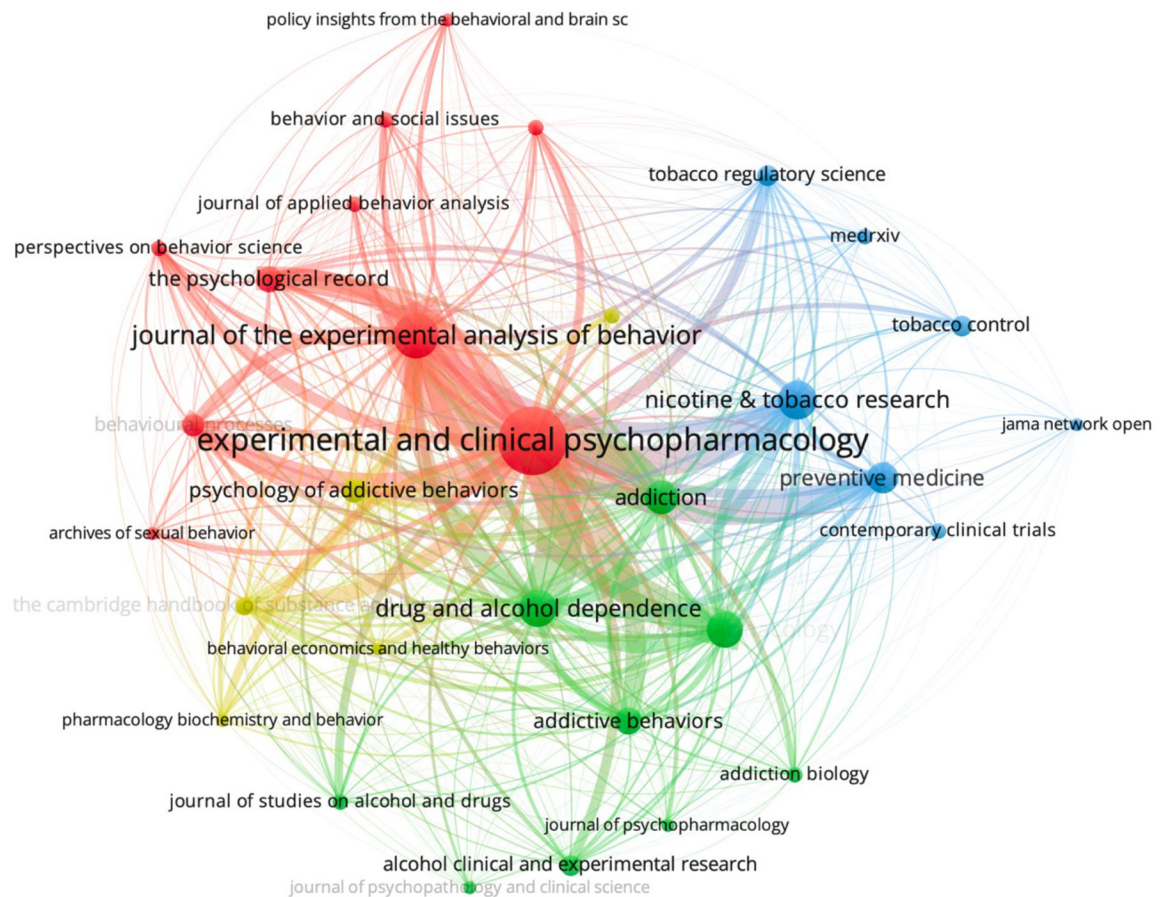 policy insights from the behavioral and brain sc
behavior and social issues
tobacco regulatory science
journal of applied behavior analysis
medrxiv
perspectives on behavior science
the psychological record
tobacco control
journal of the experimental analysis of behavior
nicotine & tobacco research
behavioural processes
jama network open
experimental and clinical psychopharmacology
preventive medicine
psychology of addictive behaviors
addiction
contemporary clinical trials
archives of sexual behavior
the cambridge handbook of substance
drug and alcohol dependence
behavioral economics and healthy behaviors
pharmacology biochemistry and behavior
addictive behaviors
addiction biology
journal of studies on alcohol and drugs
journal of psychopharmacology
alcohol clinical and experimental research
journal of psychopathology and clinical science